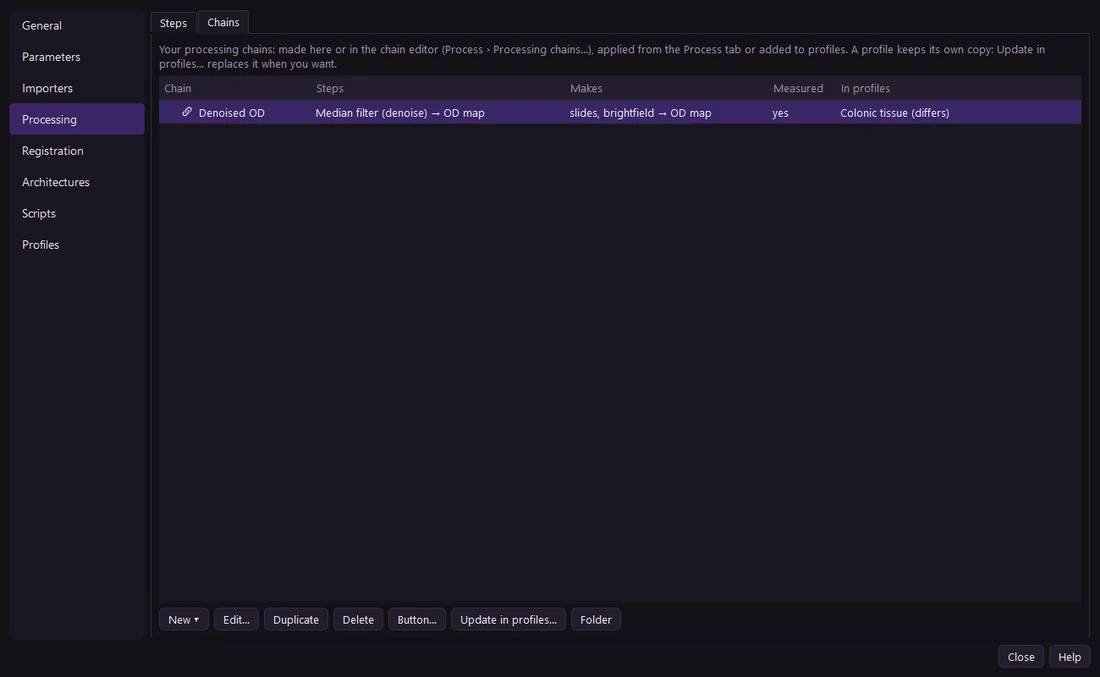 General
Parameters
Importers
Processing
Registration
Architectures
Scripts
Profiles
Steps Chains
Your processing chains: made here or in the chain editor (Process › Processing chains...), applied from the Process tab or added to profiles. A profile keeps its own copy: Update in
profiles... replaces it when you want.
Chain Steps Makes Measured In profiles
Denoised OD Median filter (denoise) → OD map slides, brightfield → OD map yes Colonic tissue (differs)
New ▾ Edit... Duplicate Delete Button... Update in profiles... Folder
Close Help